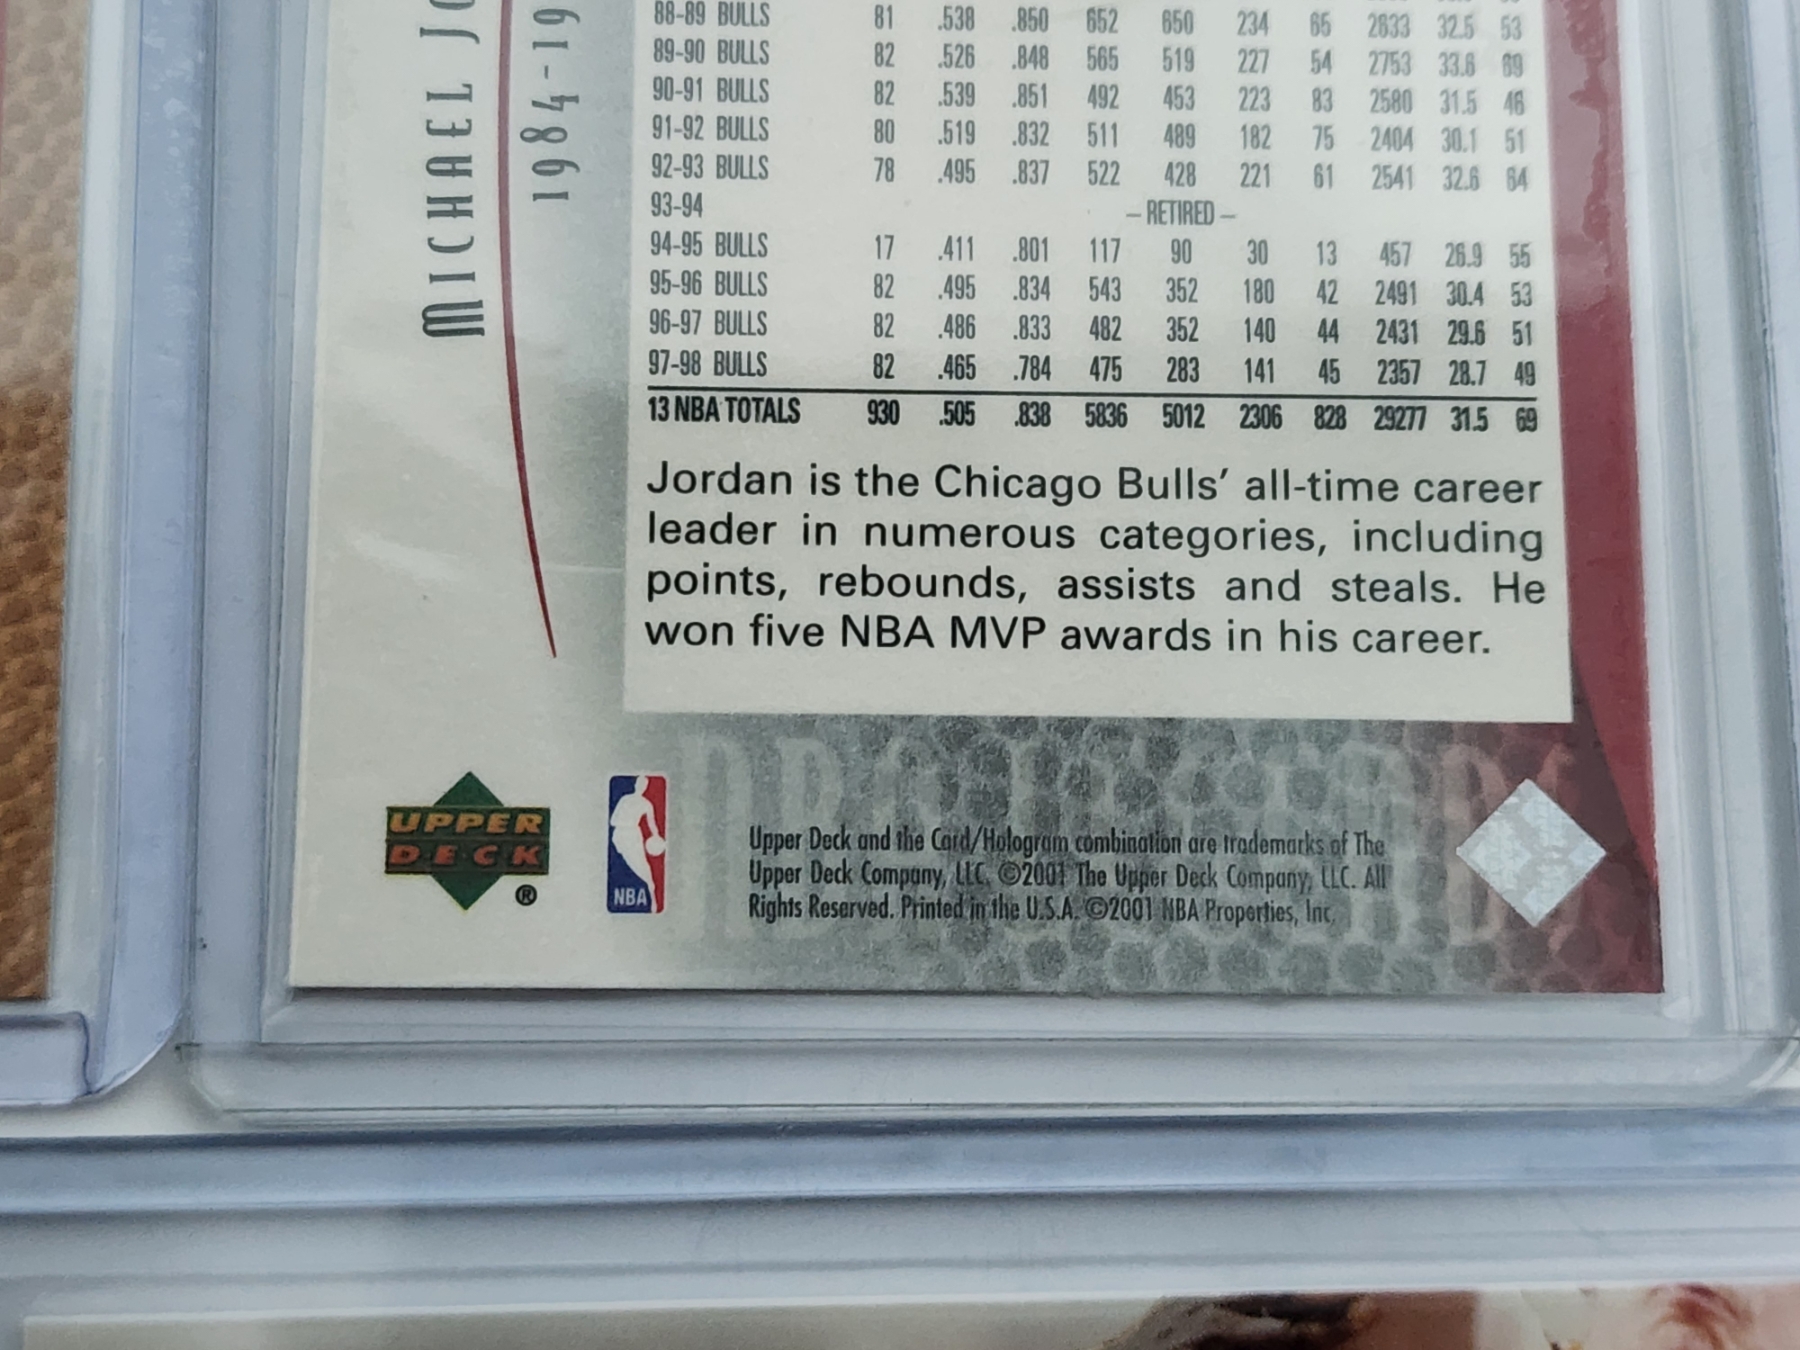 MICHAEL
1984-19
88-89 BULLS 81 .538 .850 652 650 234 65 2633 32.5 53
89-90 BULLS 82 .526 .848 565 519 227 54 2753 33.6 69
90-91 BULLS 82 .539 .851 492 453 223 83 2580 31.5 46
91-92 BULLS 80 .519 .832 511 489 182 75 2404 30.1 51
92-93 BULLS 78 .495 .837 522 428 221 61 2541 32.6 64
93-94 – RETIRED –
94-95 BULLS 17 .411 .801 117 90 30 13 457 26.9 55
95-96 BULLS 82 .495 .834 543 352 180 42 2491 30.4 53
96-97 BULLS 82 .486 .833 482 352 140 44 2431 29.6 51
97-98 BULLS 82 .465 .784 475 283 141 45 2357 28.7 49
13 NBA TOTALS 930 .505 .838 5836 5012 2306 828 29277 31.5 69
Jordan is the Chicago Bulls' all-time career
leader in numerous categories, including
points, rebounds, assists and steals. He
won five NBA MVP awards in his career.
UPPER
DECK
®
NBA
Upper Deck and the Card/Hologram combination are trademarks of The
Upper Deck Company, LLC. ©2001 The Upper Deck Company, LLC. All
Rights Reserved. Printed in the U.S.A. ©2001 NBA Properties, Inc.